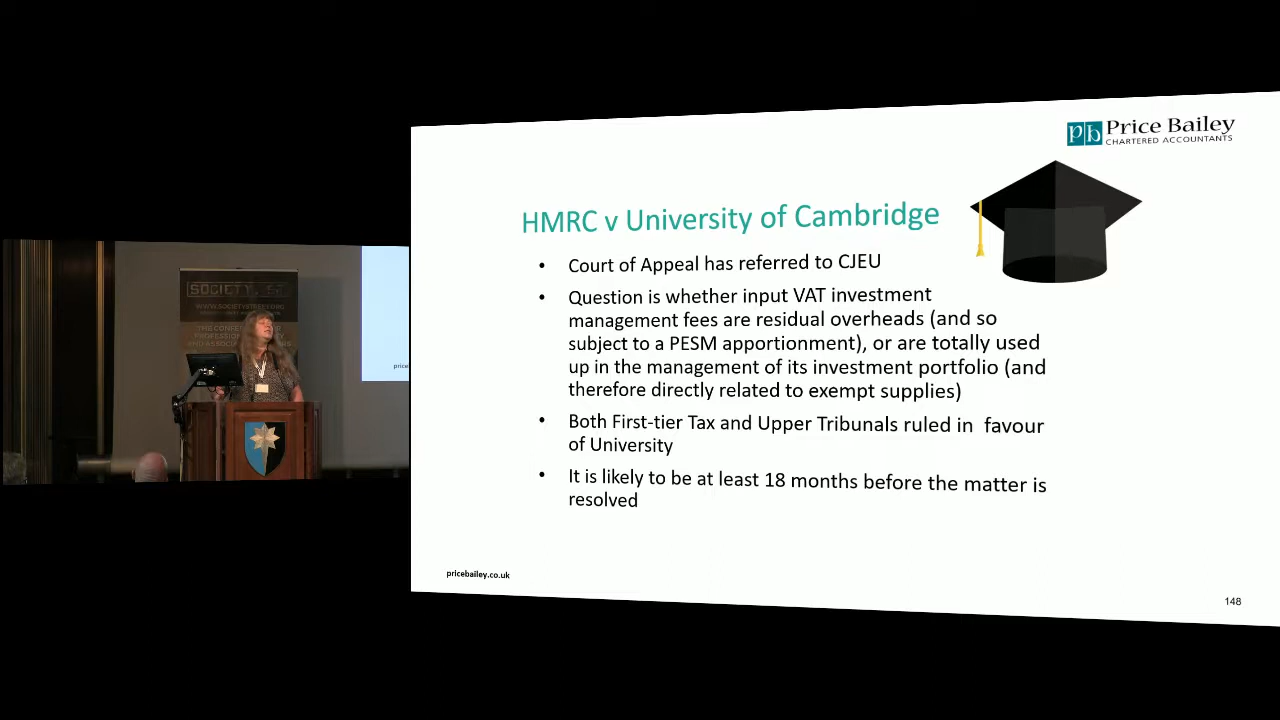 pb Price Bailey
CHARTERED ACCOUNTANTS
HMRC v University of Cambridge
• Court of Appeal has referred to CJEU
• Question is whether input VAT investment
management fees are residual overheads (and so
subject to a PESM apportionment), or are totally used
up in the management of its investment portfolio (and
therefore directly related to exempt supplies)
• Both First-tier Tax and Upper Tribunals ruled in  favour
of University
• It is likely to be at least 18 months before the matter is
resolved
pricebailey.co.uk
148
SOCIETY.